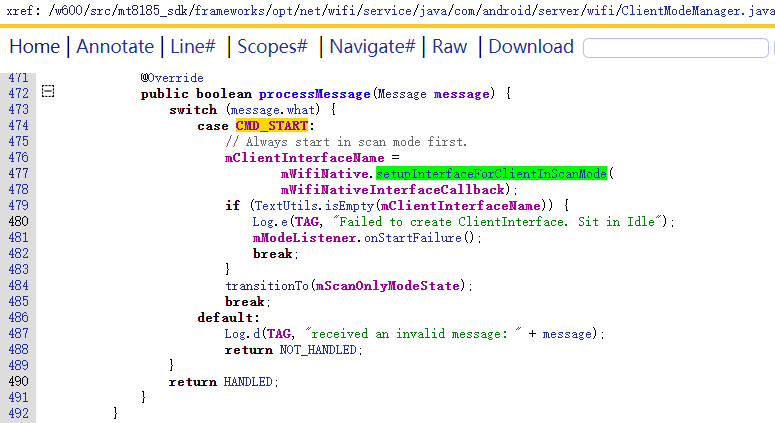 xref: /w600/src/mt8185_sdk/frameworks/opt/net/wifi/service/java/com/android/server/wifi/ClientModeManager.java
Home | Annotate | Line# | Scopes# | Navigate# | Raw | Download
471 @Override
472 public boolean processMessage(Message message) {
473 switch (message.what) {
474 case CMD_START:
475 // Always start in scan mode first.
476 mClientInterfaceName =
477 mWifiNative.setupInterfaceForClientInScanMode(
478 mWifiNativeInterfaceCallback);
479 if (TextUtils.isEmpty(mClientInterfaceName)) {
480 Log.e(TAG, "Failed to create ClientInterface. Sit in Idle");
481 mModeListener.onStartFailure();
482 break;
483 }
484 transitionTo(mScanOnlyModeState);
485 break;
486 default:
487 Log.d(TAG, "received an invalid message: " + message);
488 return NOT_HANDLED;
489 }
490 return HANDLED;
491 }
492 }